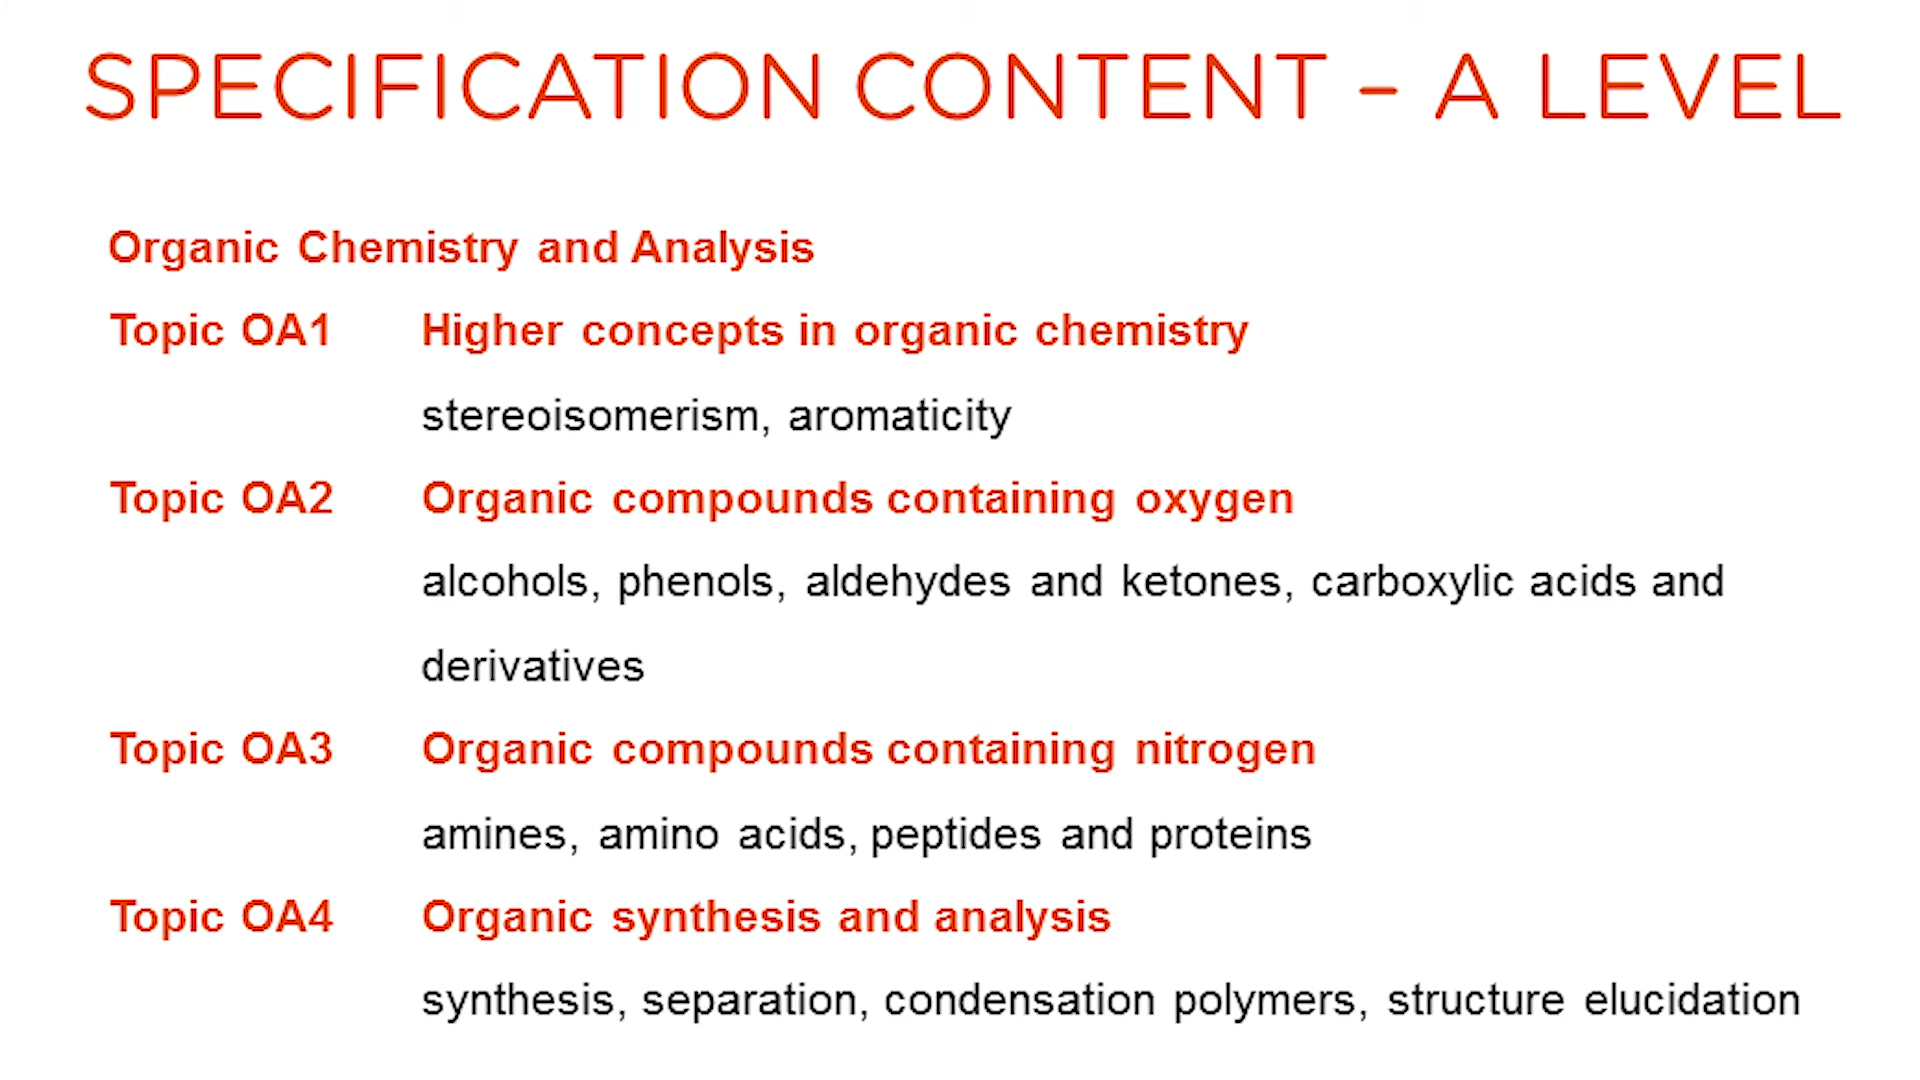 SPECIFICATION CONTENT – A LEVEL
Organic Chemistry and Analysis
Topic OA1 Higher concepts in organic chemistry
stereoisomerism, aromaticity
Topic OA2 Organic compounds containing oxygen
alcohols, phenols, aldehydes and ketones, carboxylic acids and
derivatives
Topic OA3 Organic compounds containing nitrogen
amines, amino acids, peptides and proteins
Topic OA4 Organic synthesis and analysis
synthesis, separation, condensation polymers, structure elucidation